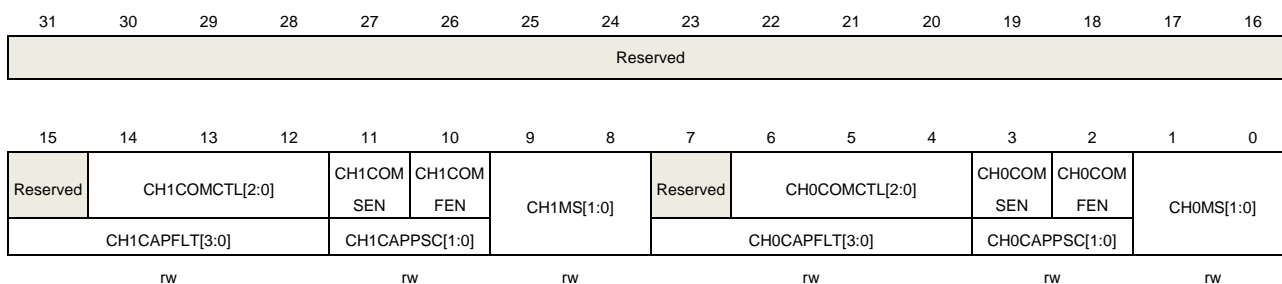 31 30 29 28 27 26 25 24 23 22 21 20 19 18 17 16
Reserved
15 14 13 12 11 10 9 8 7 6 5 4 3 2 1 0
Reserved CH1COMCTL[2:0] CH1COM SEN CH1COM FEN CH1MS[1:0] Reserved CH0COMCTL[2:0] CH0COM SEN CH0COM FEN CH0MS[1:0]
CH1CAPFLT[3:0] CH1CAPPSC[1:0] CH0CAPFLT[3:0] CH0CAPPSC[1:0]
rw rw rw rw rw rw